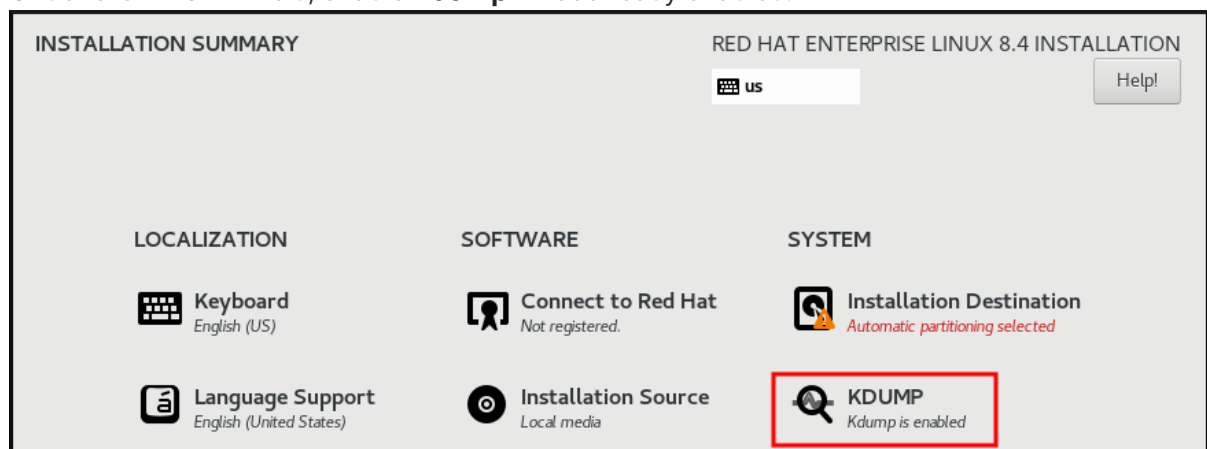 INSTALLATION SUMMARY
RED HAT ENTERPRISE LINUX 8.4 INSTALLATION
us
Help!
LOCALIZATION
SOFTWARE
SYSTEM
Keyboard
English (US)
Connect to Red Hat
Not registered.
Installation Destination
Automatic partitioning selected
Language Support
English (United States)
Installation Source
Local media
KDUMP
Kdump is enabled